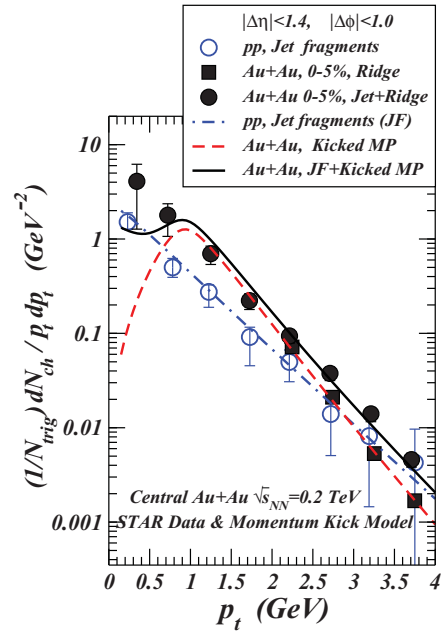 |Δη|<1.4, |Δϕ|<1.0
pp, Jet fragments
Au+Au, 0-5%, Ridge
Au+Au 0-5%, Jet+Ridge
pp, Jet fragments (JF)
Au+Au, Kicked MP
Au+Au, JF+Kicked MP
10
1
0.1
0.01
0.001
(1/N_trig) dN_ch / p_t dp_t (GeV⁻²)
Central Au+Au √s_NN=0.2 TeV
STAR Data & Momentum Kick Model
0 0.5 1 1.5 2 2.5 3 3.5 4
p_t (GeV)